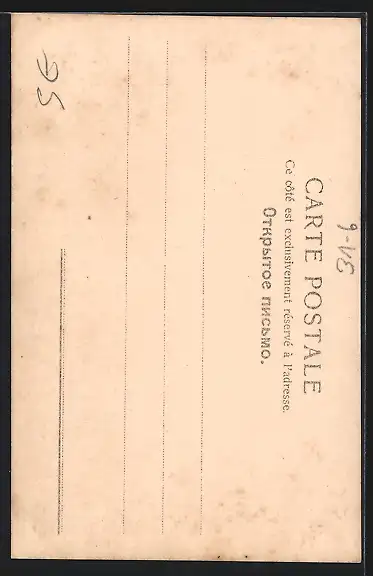 CARTE POSTALE
Ce côté est exclusivement réservé à l'adresse.
Открытое письмо.